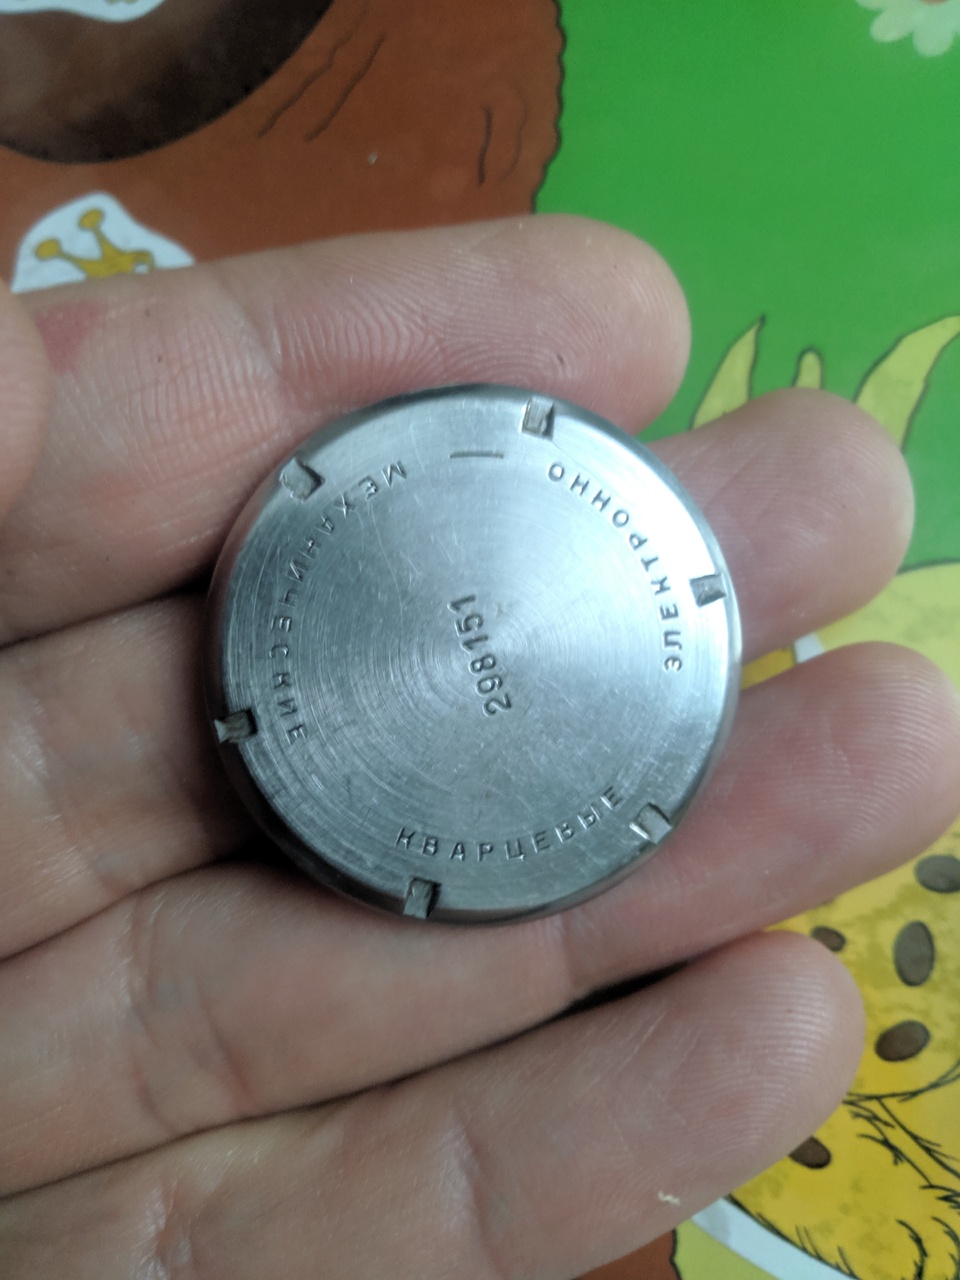 ЭЛЕКТРОННО — МЕХАНИЧЕСКИЕ
КВАРЦЕВЫЕ
298151